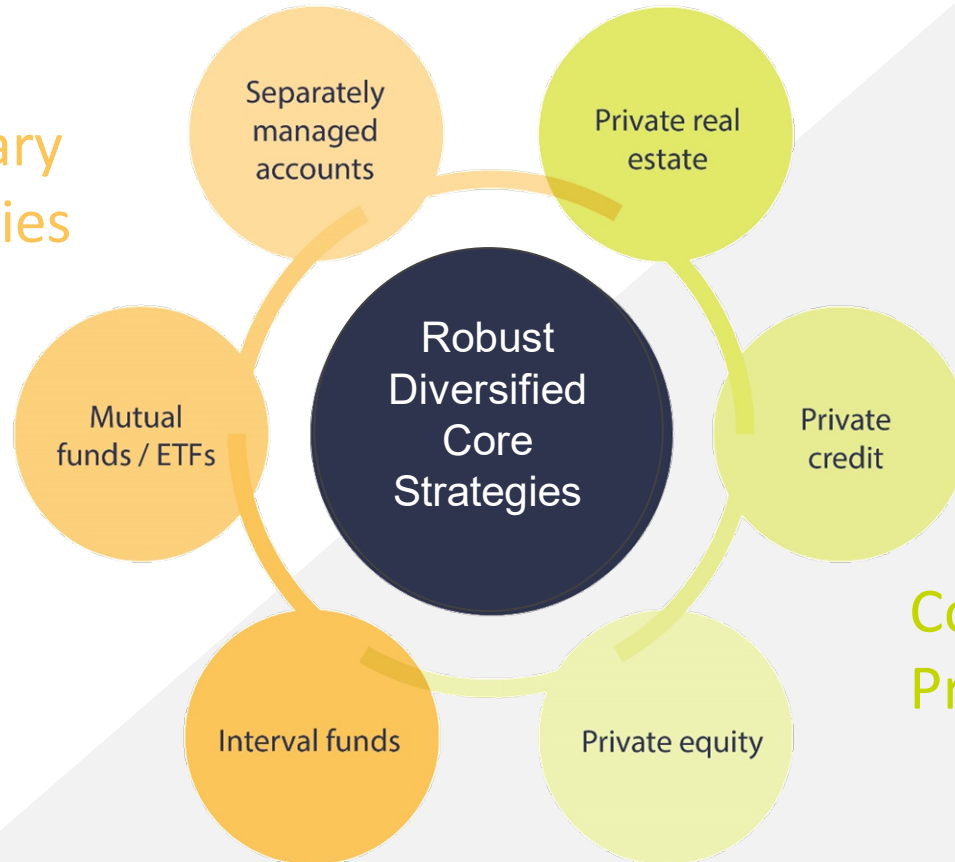 Separately
managed
accounts
Private real
estate
ary
ies
Robust
Diversified
Core
Strategies
Mutual
funds / ETFs
Private
credit
Co
Pr
Interval funds
Private equity